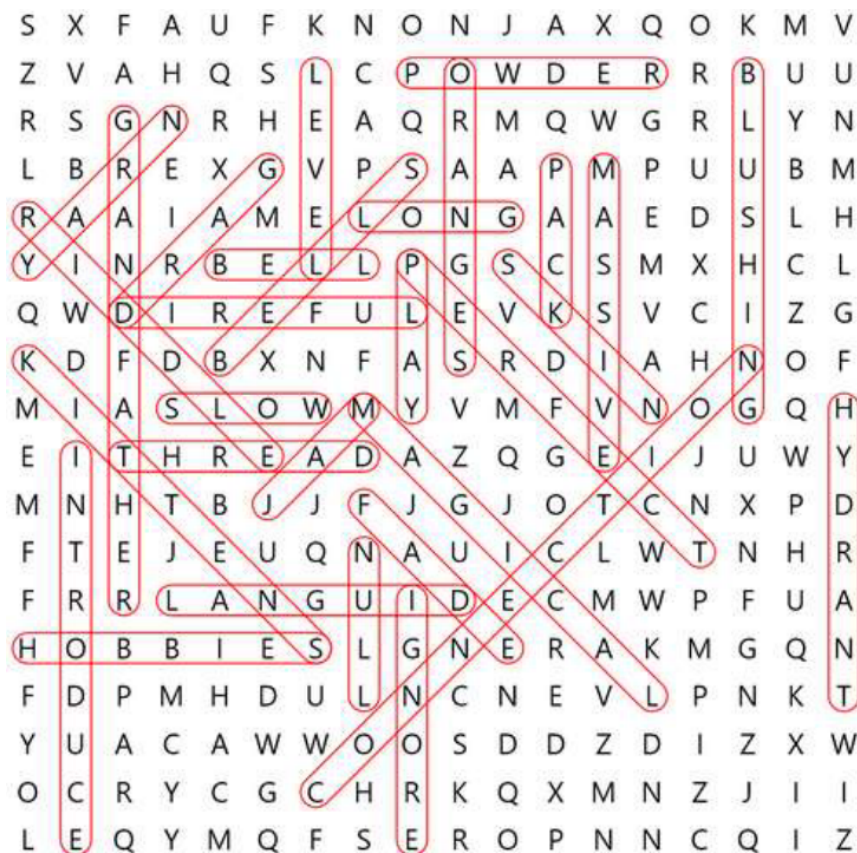 S X F A U F K N O N J A X Q O K M V
Z V A H Q S L C P O W D E R R B U U
R S G N R H E A Q R M Q W G R L Y N
L B R E X G V P S A A P M P U U B M
R A A I A M E L O N G A A E D S L H
Y I N R B E L L P G S C S M X H C L
Q W D I R E F U L E V K S V C I Z G
K D F D B X N F A S R D I A H N O F
M I A S L O W M Y V M F V N O G Q H
E I T H R E A D A Z Q G E I J U W Y
M N H T B J J F J G J O T C N X P D
F T E J E U Q N A U I C L W T N H R
F R R L A N G U I D E C M W P F U A
H O B B I E S L G N E R A K M G Q N
F D P M H D U L N C N E V L P N K T
Y U A C A W W O O S D D Z D I Z X W
O C R Y C G C H R K Q X M N Z J I I
L E Q Y M Q F S E R O P N N C Q I Z